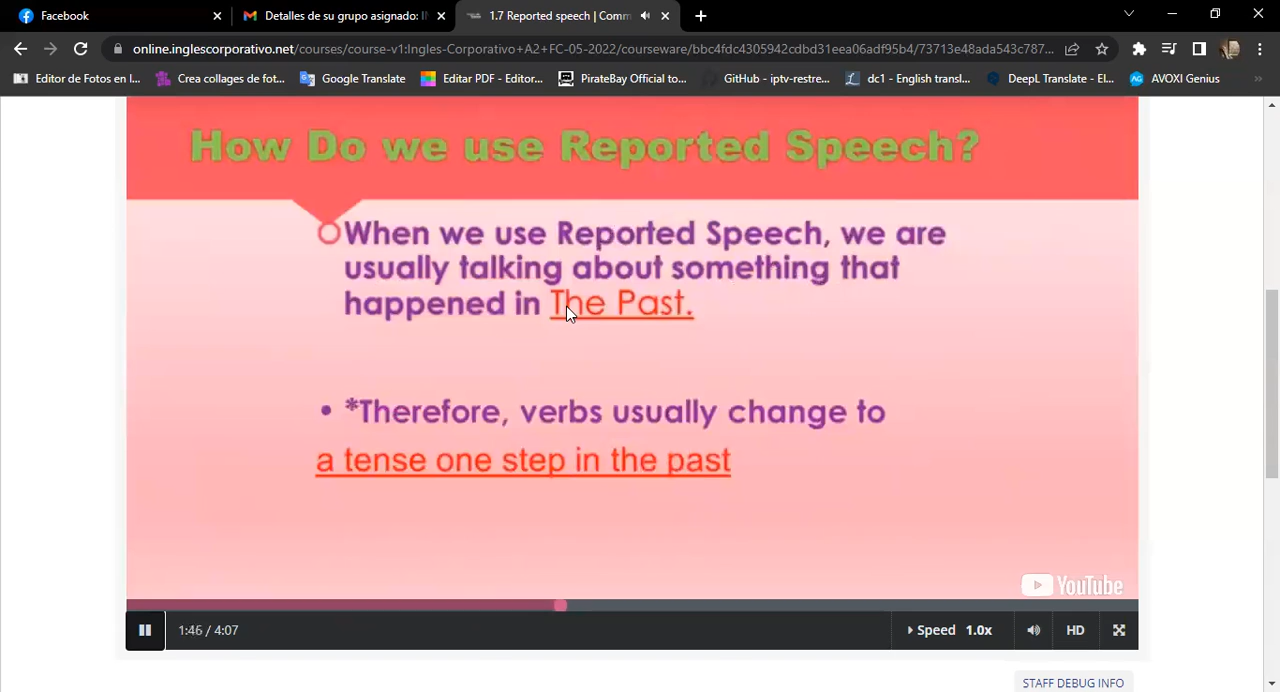 Facebook
Detalles de su grupo asignado: I
1.7 Reported speech | Comm
online.inglescorporativo.net/courses/course-v1:Ingles-Corporativo+A2+FC-05-2022/courseware/bbc4fdc4305942cdbd31eea06adf95b4/73713e48ada543c787...
Editor de Fotos en l...
Crea collages de fot...
Google Translate
Editar PDF - Editor...
PirateBay Official to...
GitHub - iptv-restre...
dc1 - English transl...
DeepL Translate - El...
AVOXI Genius
How Do we use Reported Speech?
When we use Reported Speech, we are
usually talking about something that
happened in The Past.
• *Therefore, verbs usually change to
a tense one step in the past
YouTube
1:46 / 4:07
Speed 1.0x
HD
STAFF DEBUG INFO